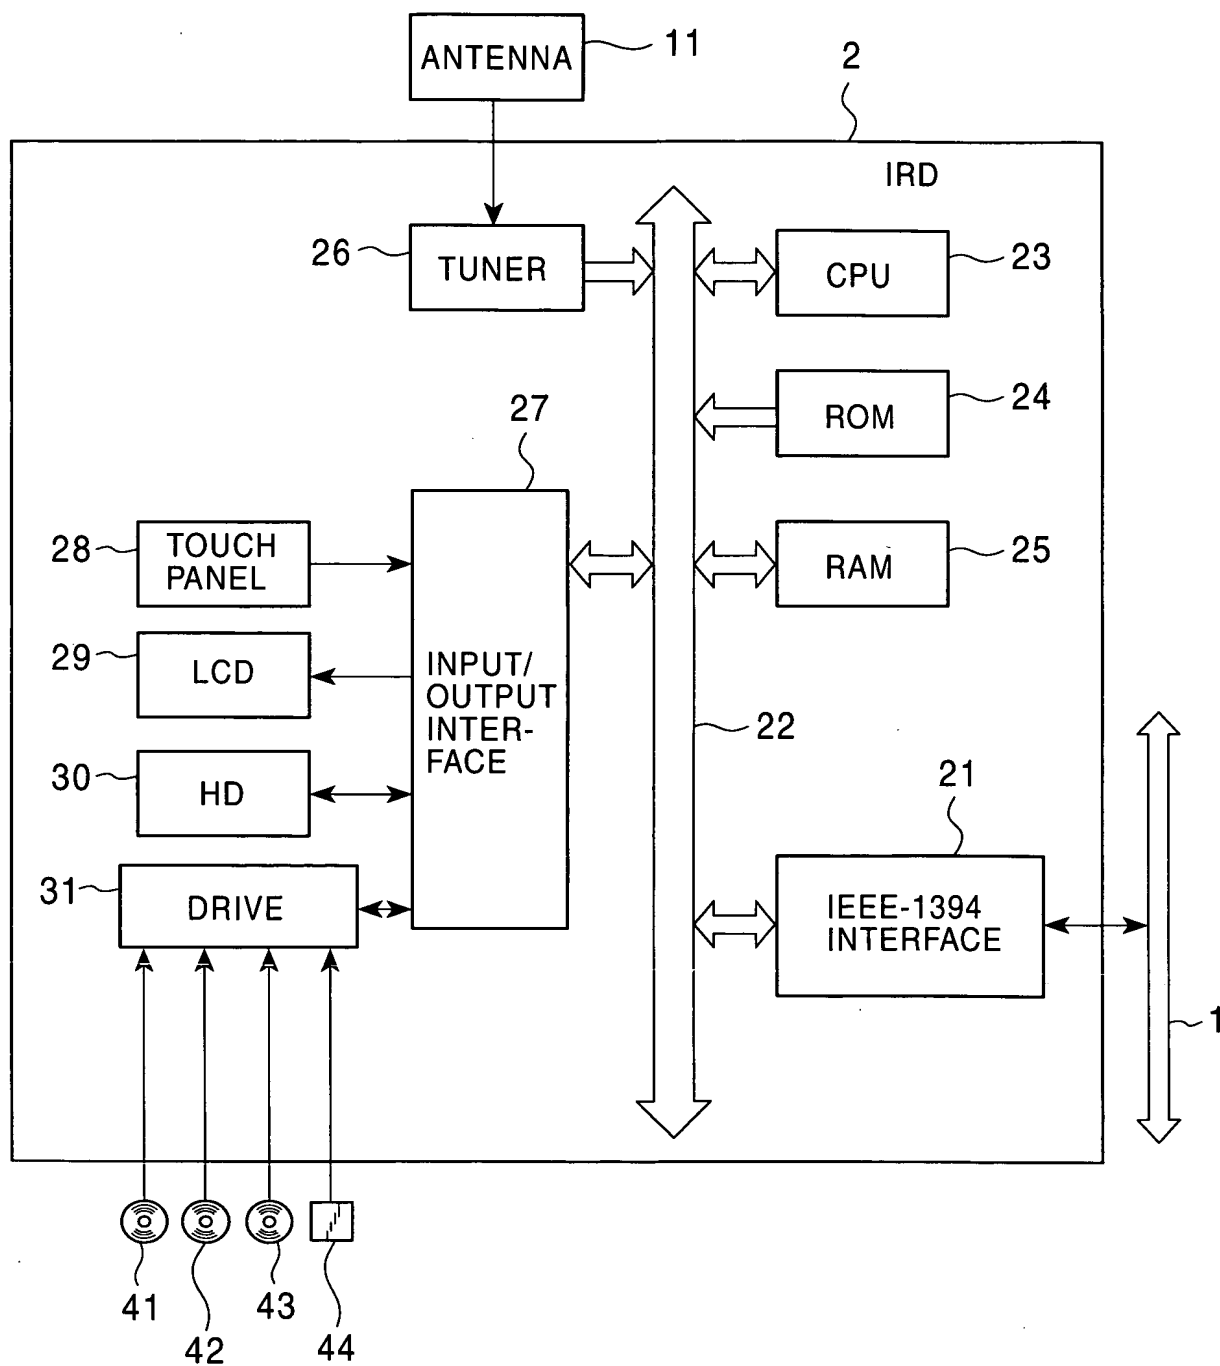 ANTENNA
11
2
IRD
26
TUNER
CPU
23
ROM
24
27
28
TOUCH
PANEL
RAM
25
29
LCD
INPUT/
OUTPUT
INTER-
FACE
22
30
HD
21
31
DRIVE
IEEE-1394
INTERFACE
1
41
42
43
44